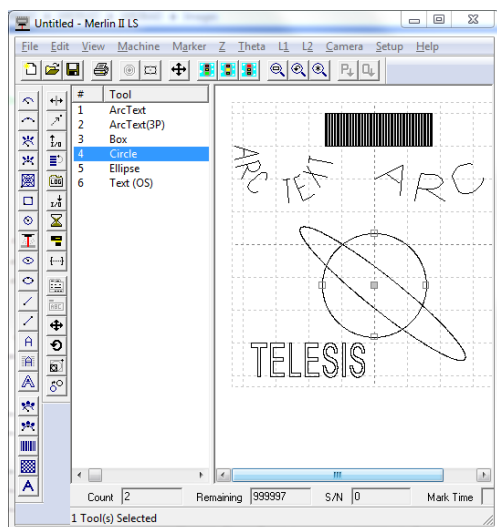 Untitled - Merlin II LS
File Edit View Machine Marker Z Theta L1 L2 Camera Setup Help
# Tool
1 ArcText
2 ArcText(3P)
3 Box
4 Circle
5 Ellipse
6 Text (OS)
ARC TEXT ARC
TELESIS
Count 2 Remaining 999997 S/N 0 Mark Time
1 Tool(s) Selected